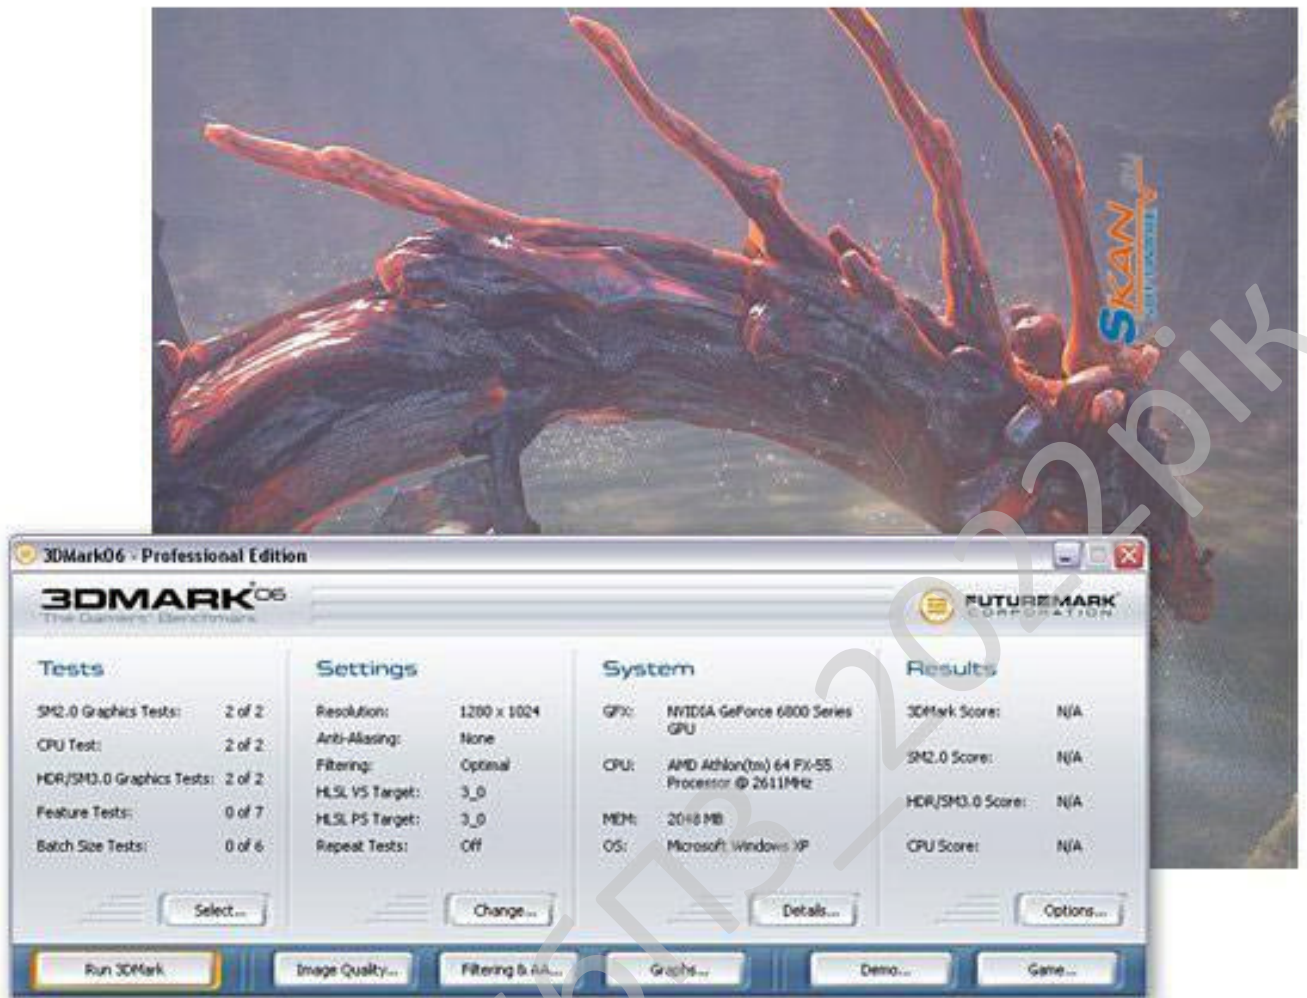 SKAN
3DMark06 - Professional Edition
3DMARK 06
The Gamers' Benchmark
FUTUREMARK
CORPORATION
Tests
SM2.0 Graphics Tests: 2 of 2
CPU Test: 2 of 2
HDR/SM3.0 Graphics Tests: 2 of 2
Feature Tests: 0 of 7
Batch Size Tests: 0 of 6
Select...
Settings
Resolution: 1280 x 1024
Anti-Aliasing: None
Filtering: Optimal
HLSL VS Target: 3_0
HLSL PS Target: 3_0
Repeat Tests: Off
Change...
System
GFX: NVIDIA GeForce 6800 Series
GPU
CPU: AMD Athlon(tm) 64 FX-55
Processor @ 2611MHz
MEM: 2048 MB
OS: Microsoft Windows XP
Details...
Results
3DMark Score: N/A
SM2.0 Score: N/A
HDR/SM3.0 Score: N/A
CPU Score: N/A
Options...
Run 3DMark
Image Quality...
Filtering & AA...
Graphs...
Demo...
Game...
2022рік